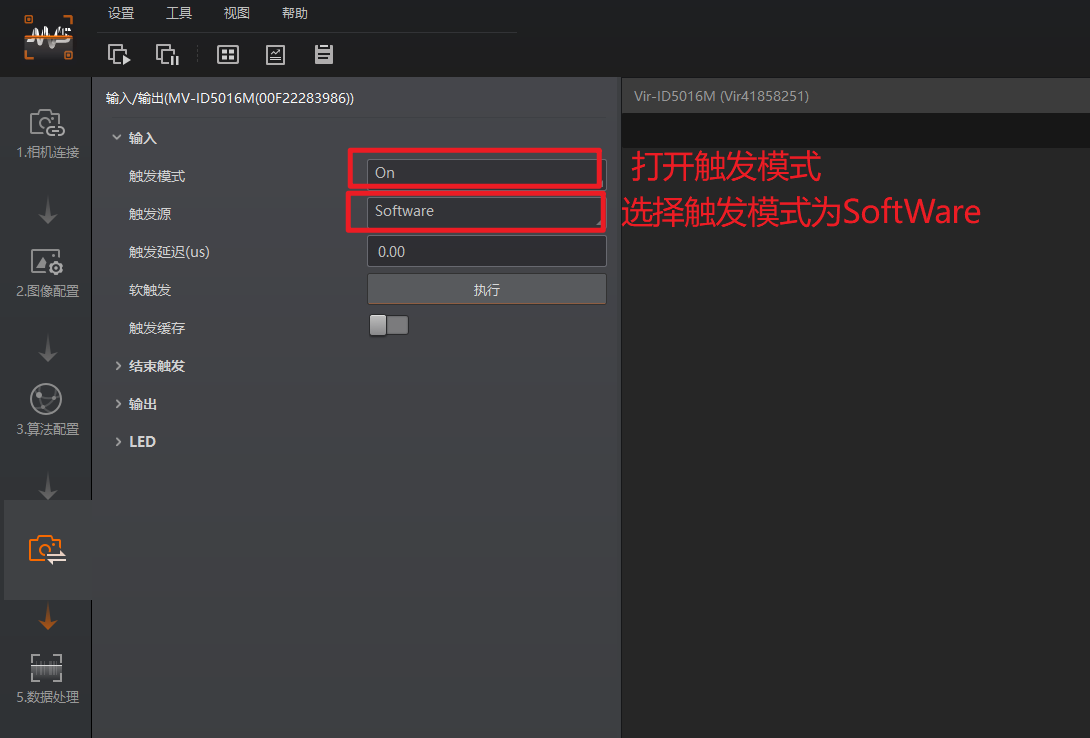 设置 工具 视图 帮助
输入/输出(MV-ID5016M(00F22283986))
Vir-ID5016M (Vir41858251)
1.相机连接
2.图像配置
3.算法配置
5.数据处理
输入
触发模式 On
打开触发模式
触发源 Software
选择触发模式为SoftWare
触发延迟(us) 0.00
软触发 执行
触发缓存
结束触发
输出
LED